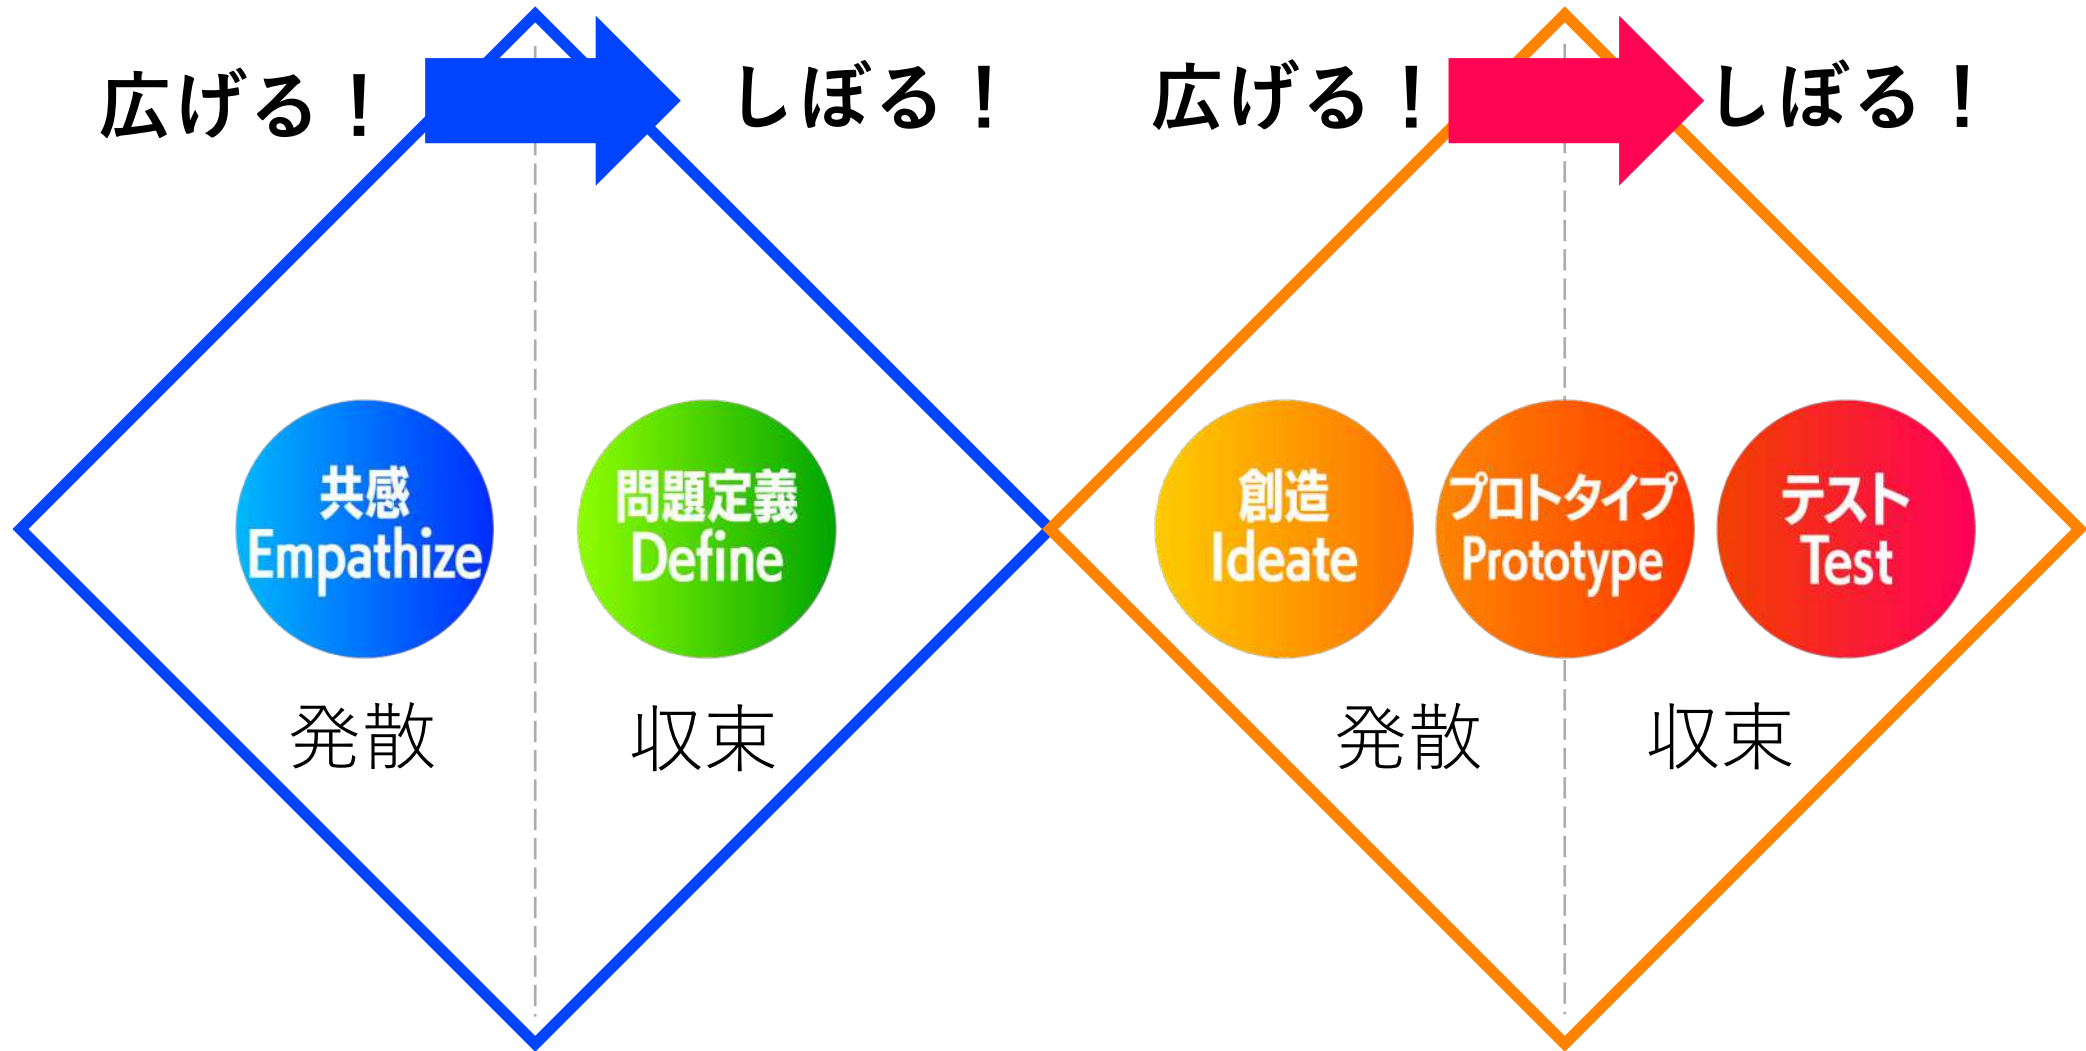 広げる！
しぼる！
広げる！
しぼる！
共感
Empathize
問題定義
Define
創造
Ideate
プロトタイプ
Prototype
テスト
Test
発散
収束
発散
収束